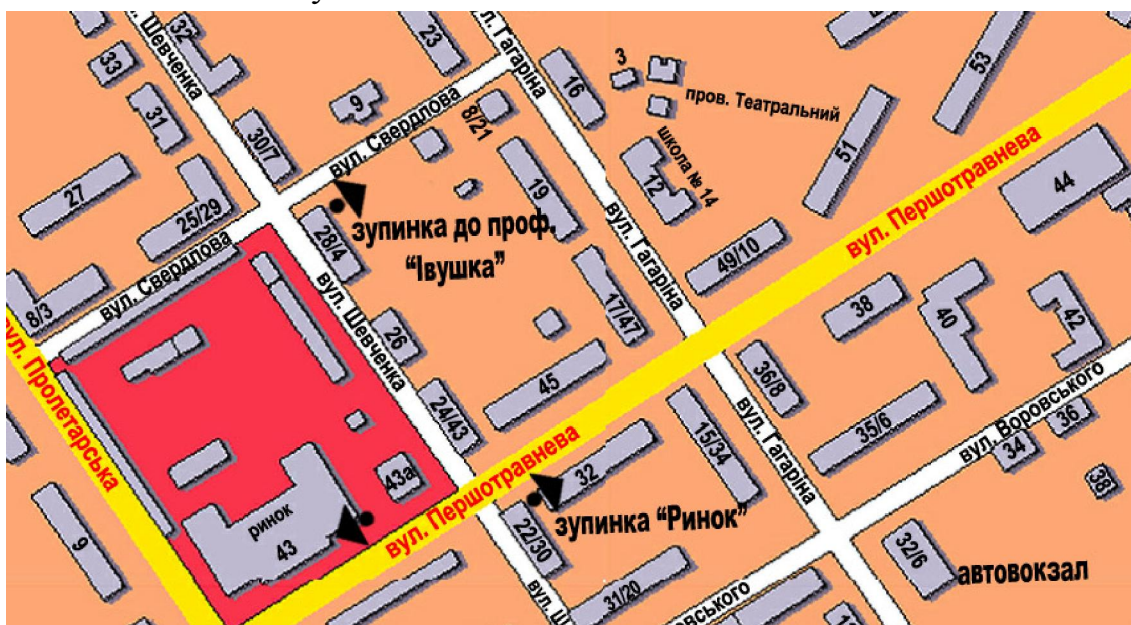 Шевченка
32
33
31
23
вул. Гагаріна
16
3
пров. Театральний
53
51
44
9
30/7
вул. Свердлова
8/21
школа № 14
12
27
25/29
19
вул. Першотравнева
28/4
зупинка до проф.
“Івушка”
вул. Гагаріна
49/10
вул. Свердлова
8/3
вул. Шевченка
17/47
38
40
42
вул. Пролетарська
26
24/43
45
36/8
35/6
вул. Воровського
36
34
38
43а
вул. Першотравнева
32
15/34
вул. Гагаріна
9
ринок
43
зупинка “Ринок”
22/30
32/6
автовокзал
31/20